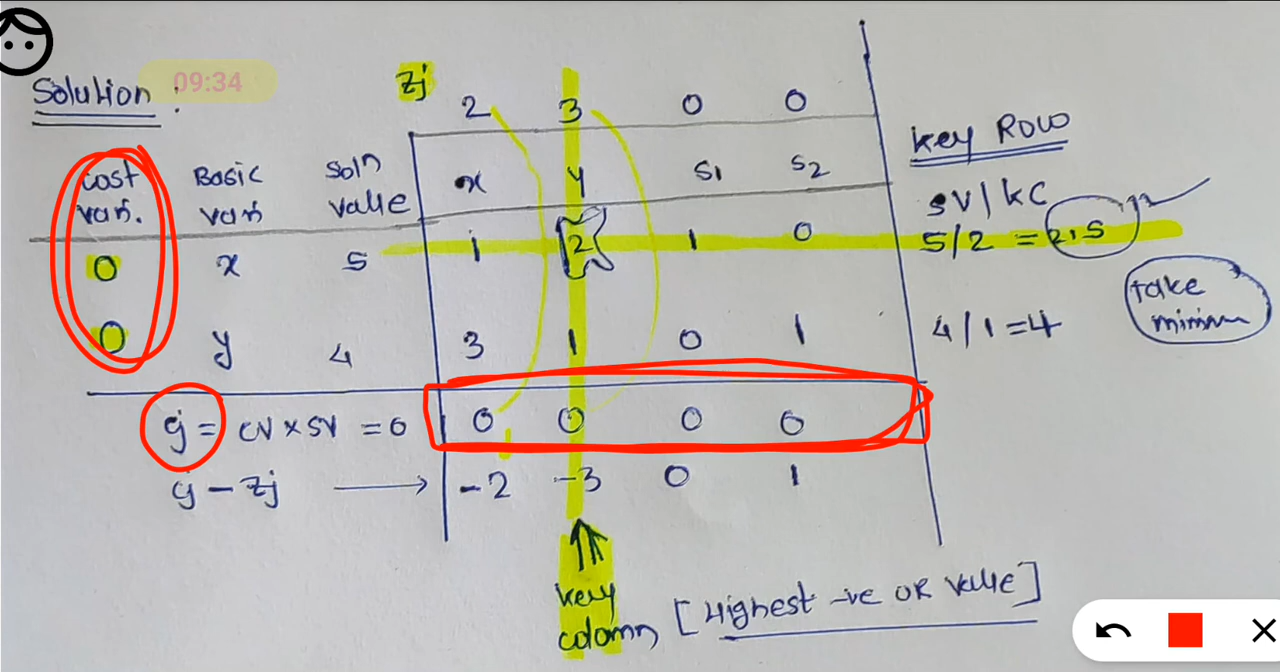 Solution :
09:34
Zj 2 3 0 0
Cost var. Basic var Soln value x y S1 S2
Key Row
SV/KC
0 x 5 1 2 1 0 5/2 = 2.5
take minimum
0 y 4 3 1 0 1 4/1=4
Cj = CV x SV = 0 0 0 0 0
Cj - Zj → -2 -3 0 1
key column [Highest -ve OR Value]